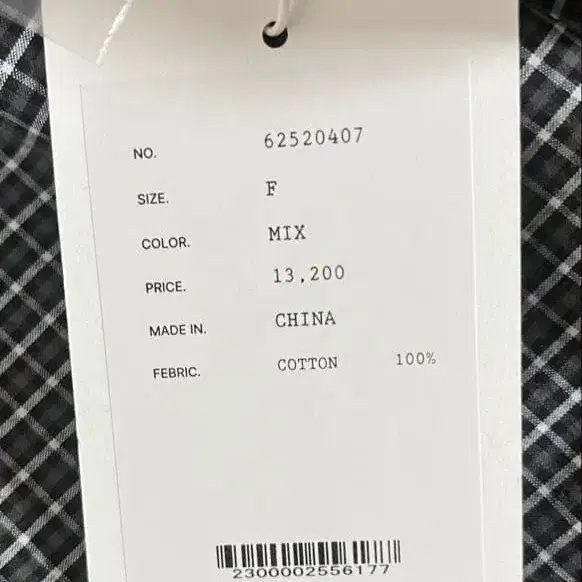 NO. 62520407
SIZE. F
COLOR. MIX
PRICE. 13,200
MADE IN. CHINA
FEBRIC. COTTON 100%
2300002556177